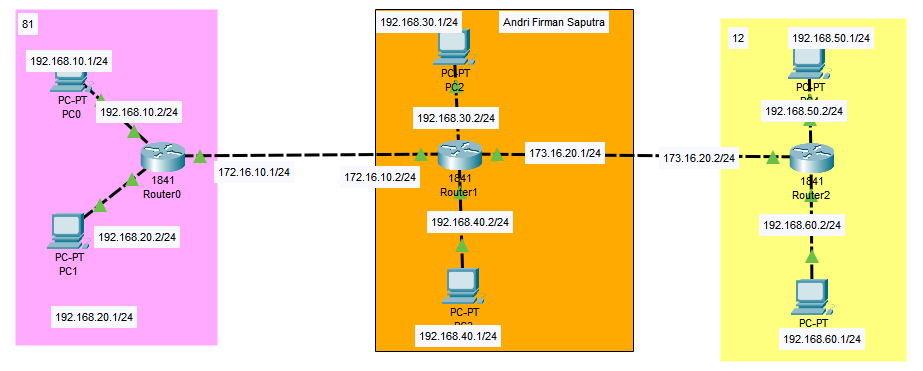 81
192.168.10.1/24
PC-PT
PC0
192.168.10.2/24
1841
Router0
172.16.10.1/24
192.168.20.2/24
PC-PT
PC1
192.168.20.1/24
192.168.30.1/24
Andri Firman Saputra
PC-PT
PC2
192.168.30.2/24
172.16.10.2/24
1841
Router1
173.16.20.1/24
192.168.40.2/24
PC-PT
192.168.40.1/24
12
192.168.50.1/24
PC-PT
192.168.50.2/24
173.16.20.2/24
1841
Router2
192.168.60.2/24
PC-PT
192.168.60.1/24